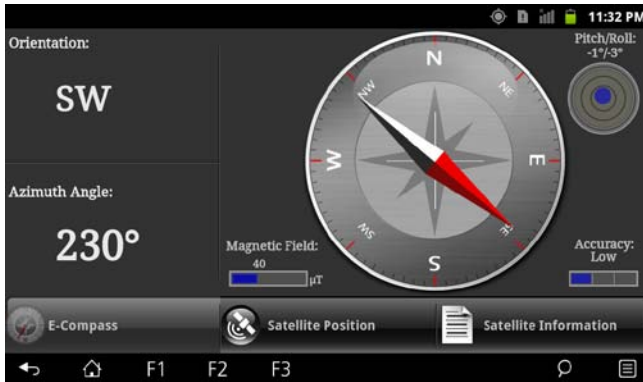 11:32 PM
Orientation:
SW
Azimuth Angle:
230°
N
NE
E
SE
S
SW
W
NW
Magnetic Field:
40
µT
Pitch/Roll:
-1°/-3°
Accuracy:
Low
E-Compass
Satellite Position
Satellite Information
F1
F2
F3